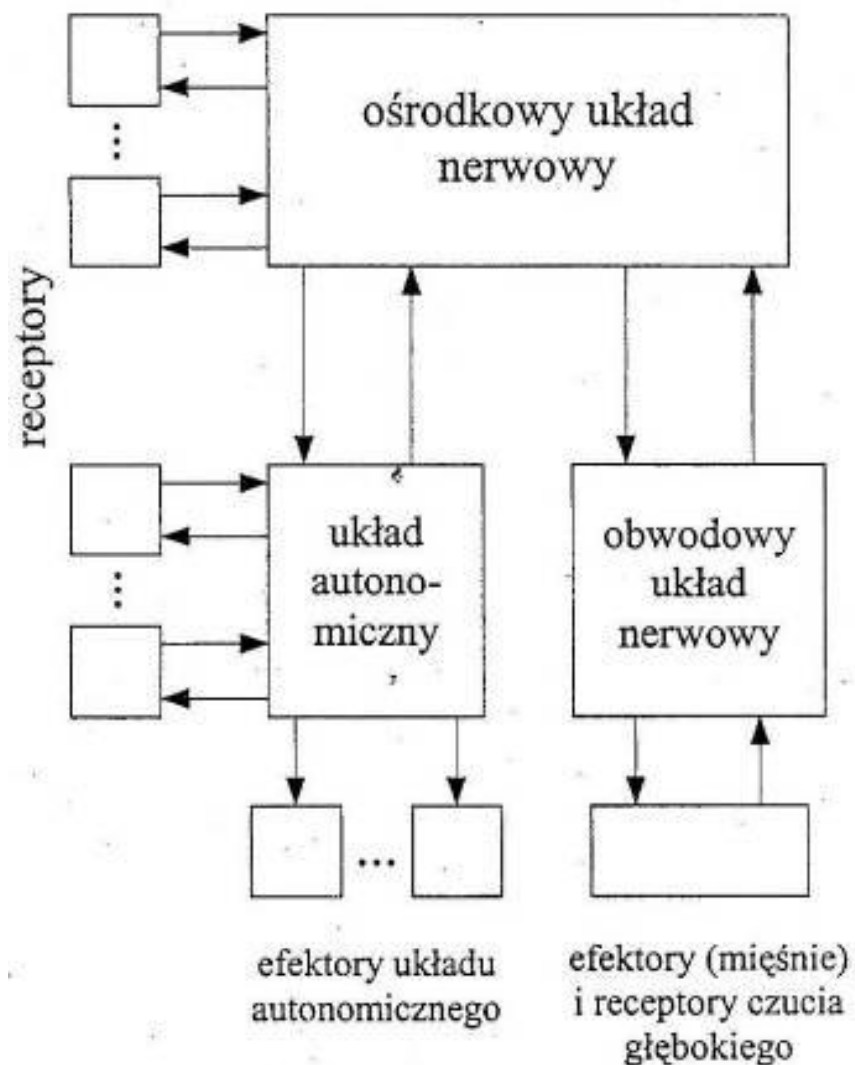 ośrodkowy układ
nerwowy
receptory
układ
autono-
miczny
obwodowy
układ
nerwowy
efektory układu
autonomicznego
efektory (mięśnie)
i receptory czucia
głębokiego